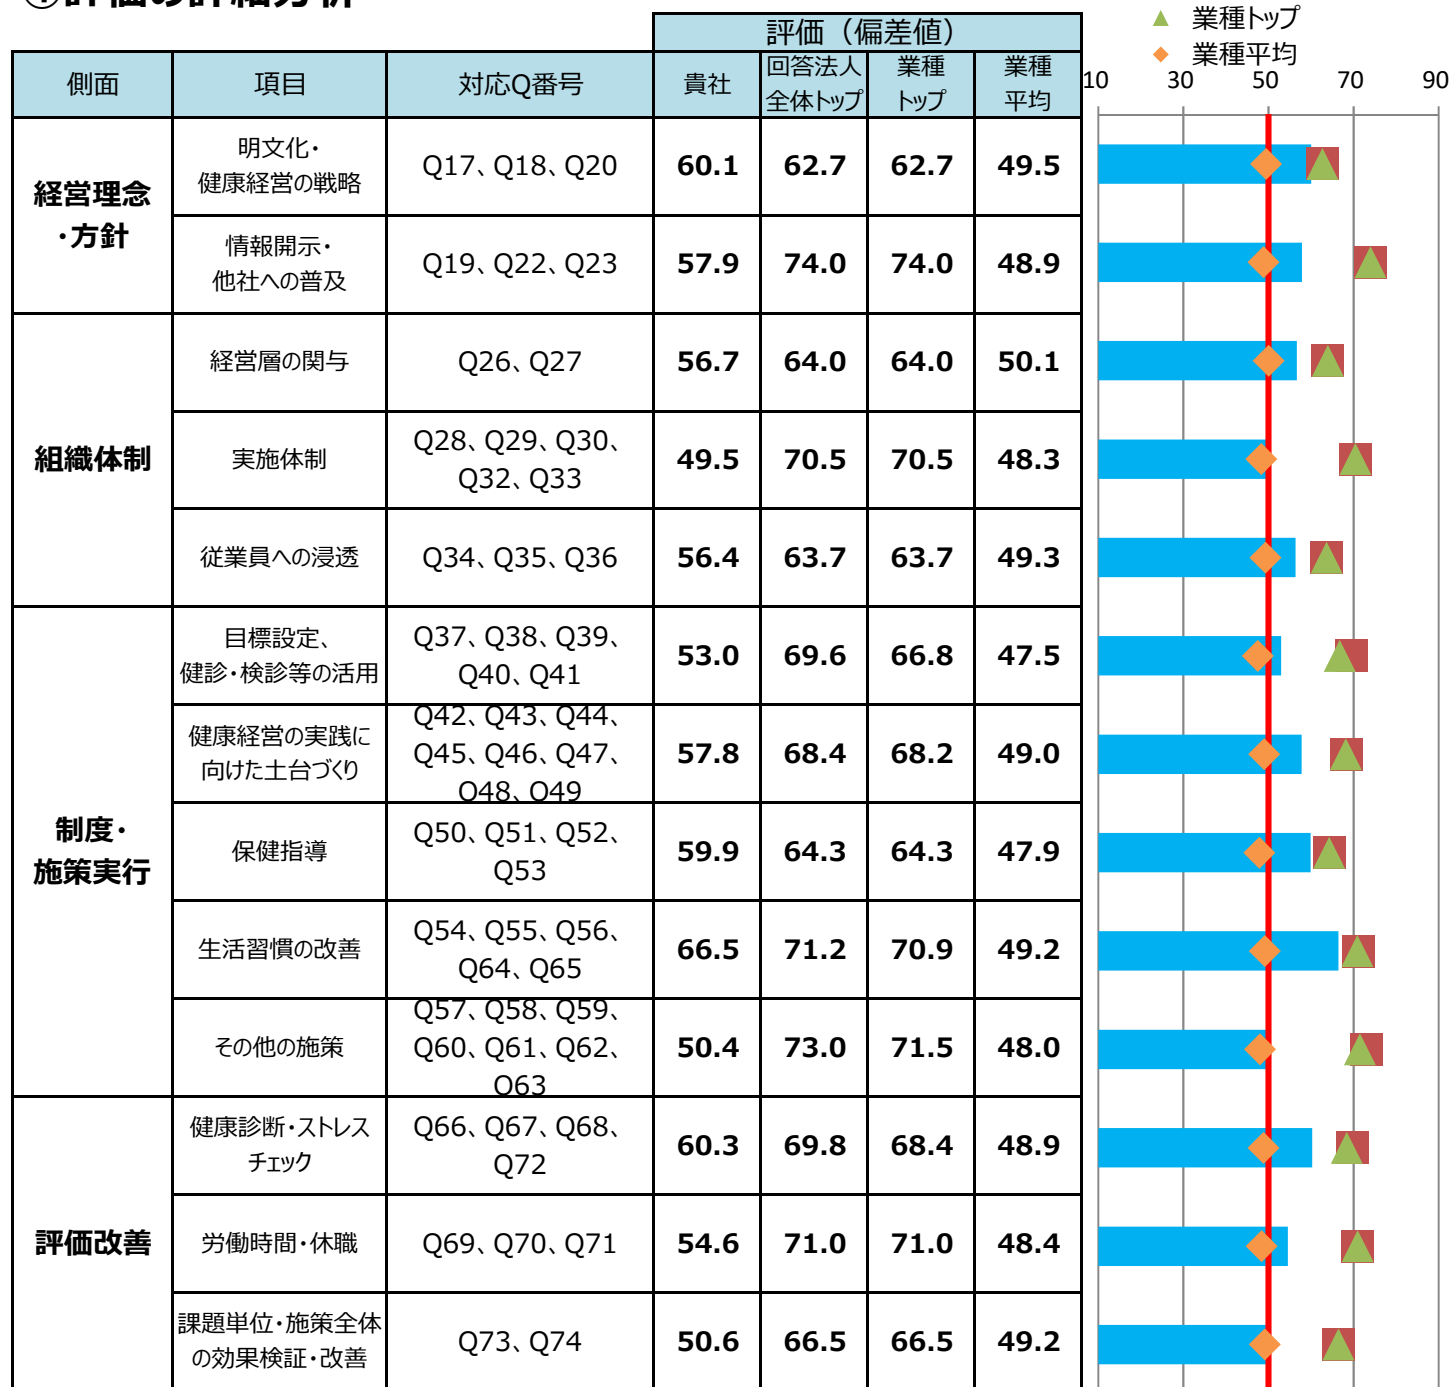 ①評価の詳細分析
▲ 業種トップ
◆ 業種平均
評価（偏差値）
側面 項目 対応Q番号 貴社 回答法人全体トップ 業種トップ 業種平均
10 30 50 70 90
経営理念・方針
明文化・
健康経営の戦略
Q17、Q18、Q20 60.1 62.7 62.7 49.5
情報開示・
他社への普及
Q19、Q22、Q23 57.9 74.0 74.0 48.9
組織体制
経営層の関与 Q26、Q27 56.7 64.0 64.0 50.1
実施体制
Q28、Q29、Q30、
Q32、Q33
49.5 70.5 70.5 48.3
従業員への浸透 Q34、Q35、Q36 56.4 63.7 63.7 49.3
制度・
施策実行
目標設定、
健診・検診等の活用
Q37、Q38、Q39、
Q40、Q41
53.0 69.6 66.8 47.5
健康経営の実践に
向けた土台づくり
Q42、Q43、Q44、
Q45、Q46、Q47、
Q48、Q49
57.8 68.4 68.2 49.0
保健指導
Q50、Q51、Q52、
Q53
59.9 64.3 64.3 47.9
生活習慣の改善
Q54、Q55、Q56、
Q64、Q65
66.5 71.2 70.9 49.2
その他の施策
Q57、Q58、Q59、
Q60、Q61、Q62、
Q63
50.4 73.0 71.5 48.0
評価改善
健康診断・ストレス
チェック
Q66、Q67、Q68、
Q72
60.3 69.8 68.4 48.9
労働時間・休職 Q69、Q70、Q71 54.6 71.0 71.0 48.4
課題単位・施策全体
の効果検証・改善
Q73、Q74 50.6 66.5 66.5 49.2